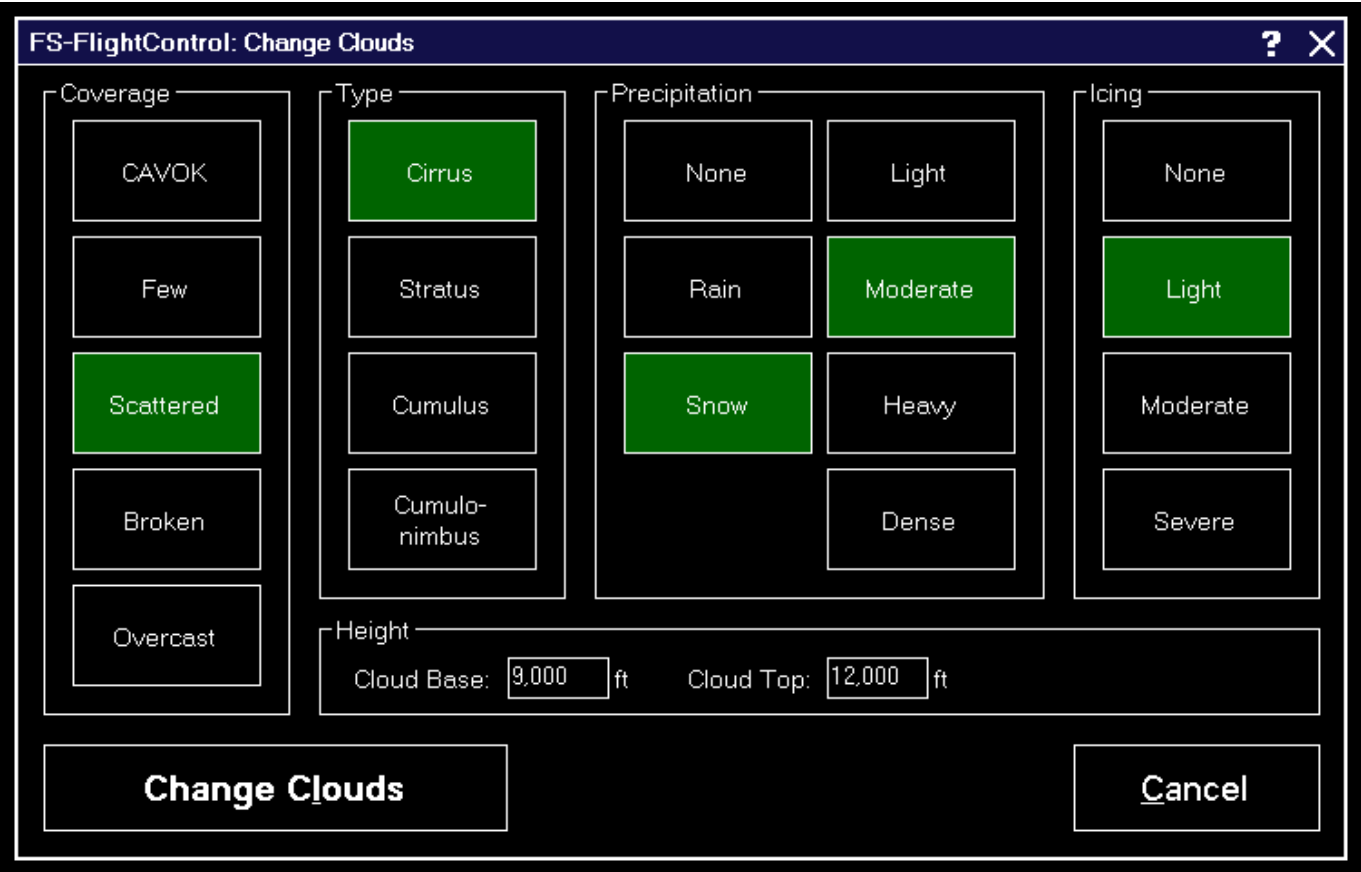 FS-FlightControl: Change Clouds ? X
Coverage
CAVOK
Few
Scattered
Broken
Overcast
Type
Cirrus
Stratus
Cumulus
Cumulo-
nimbus
Precipitation
None
Light
Rain
Moderate
Snow
Heavy
Dense
Icing
None
Light
Moderate
Severe
Height
Cloud Base: 9,000 ft Cloud Top: 12,000 ft
Change Clouds
Cancel